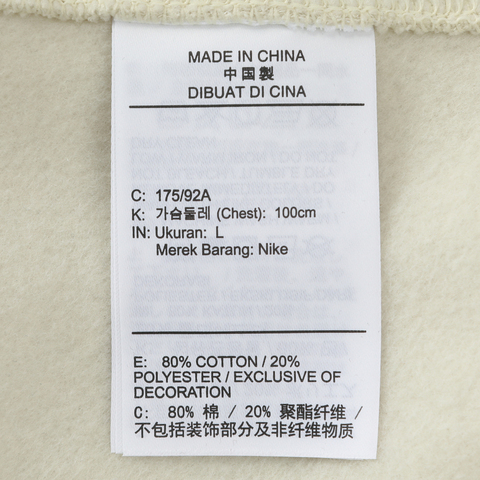 MADE IN CHINA
中国製
DIBUAT DI CINA
C: 175/92A
K: 가슴둘레 (Chest): 100cm
IN: Ukuran: L
Merek Barang: Nike
E: 80% COTTON / 20%
POLYESTER / EXCLUSIVE OF
DECORATION
C: 80% 棉 / 20% 聚酯纤维 /
不包括装饰部分及非纤维物质